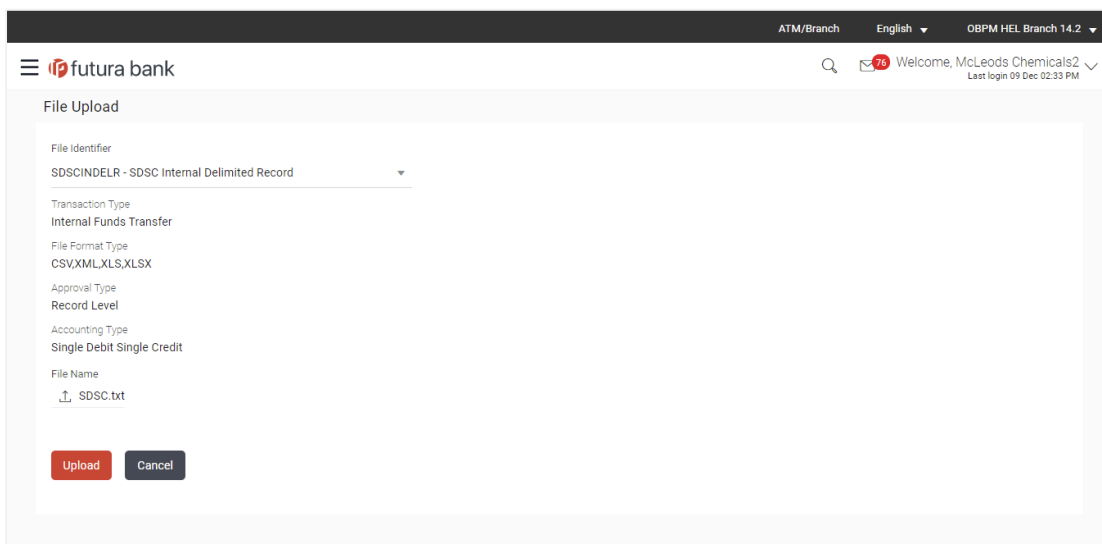 ATM/Branch English OBPM HEL Branch 14.2
futura bank 76 Welcome, McLeods Chemicals2
Last login 09 Dec 02:33 PM
File Upload
File Identifier
SDSCINDELR - SDSC Internal Delimited Record
Transaction Type
Internal Funds Transfer
File Format Type
CSV,XML,XLS,XLSX
Approval Type
Record Level
Accounting Type
Single Debit Single Credit
File Name
SDSC.txt
Upload Cancel